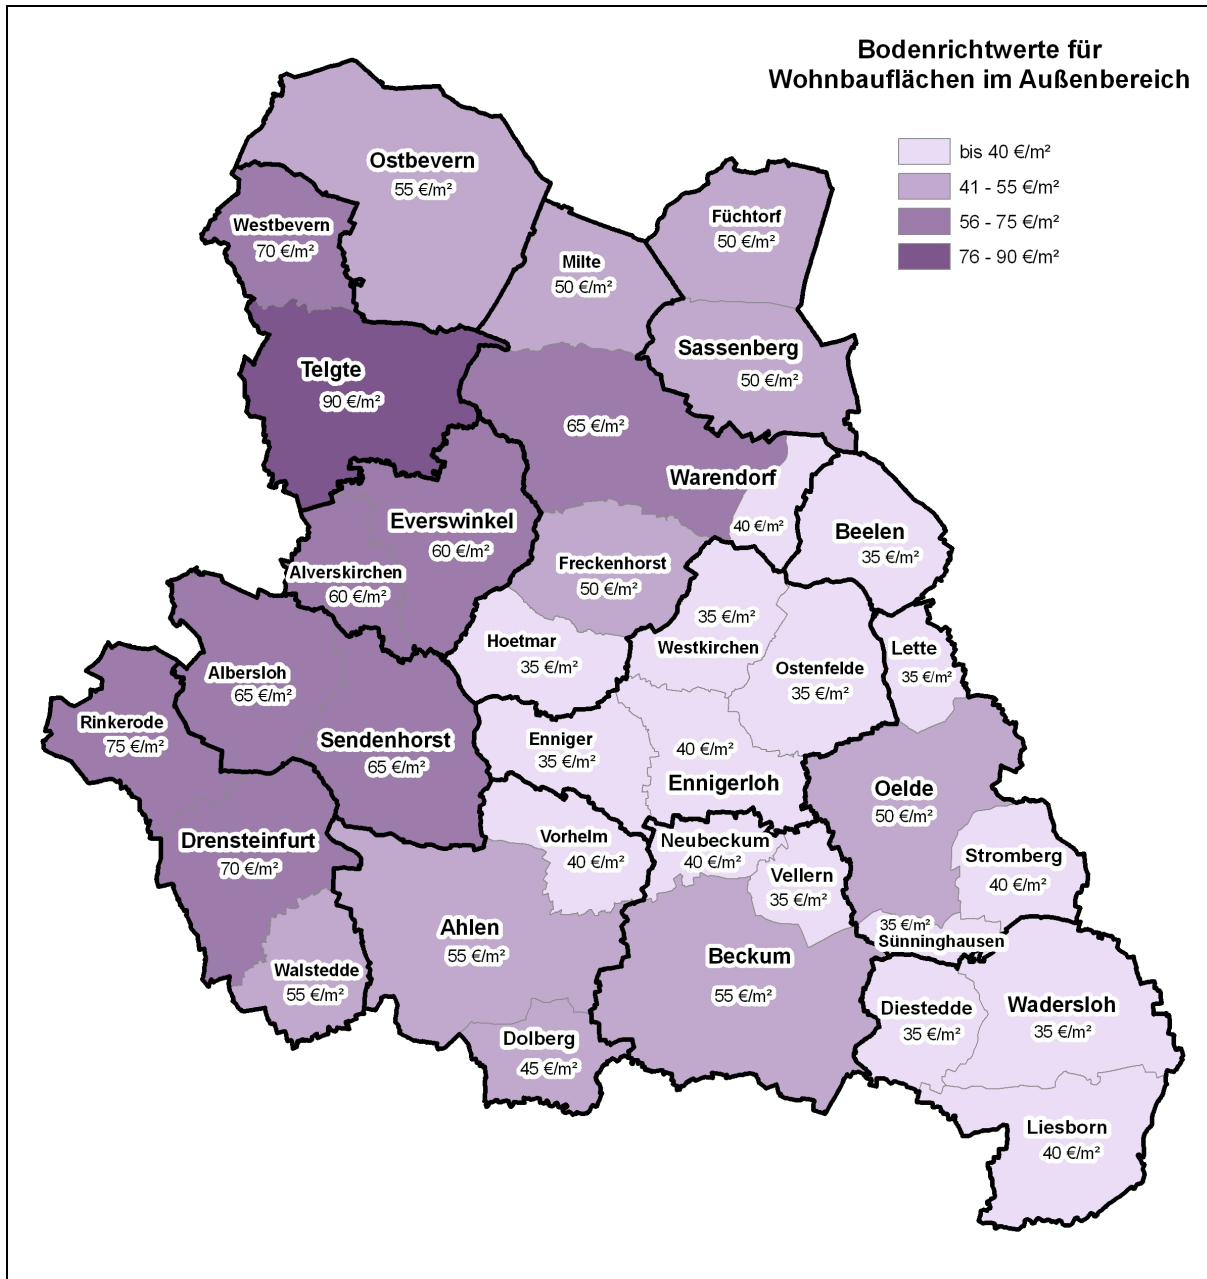 Bodenrichtwerte für
Wohnbauflächen im Außenbereich
bis 40 €/m²
41 - 55 €/m²
56 - 75 €/m²
76 - 90 €/m²
Ostbevern
55 €/m²
Westbevern
70 €/m²
Füchtorf
50 €/m²
Milte
50 €/m²
Sassenberg
50 €/m²
Telgte
90 €/m²
65 €/m²
Warendorf
40 €/m²
Everswinkel
60 €/m²
Beelen
35 €/m²
Alverskirchen
60 €/m²
Freckenhorst
50 €/m²
35 €/m²
Westkirchen
Hoetmar
35 €/m²
Ostenfelde
35 €/m²
Lette
35 €/m²
Albersloh
65 €/m²
Rinkerode
75 €/m²
Sendenhorst
65 €/m²
Enniger
35 €/m²
40 €/m²
Ennigerloh
Oelde
50 €/m²
Drensteinfurt
70 €/m²
Vorhelm
40 €/m²
Neubeckum
40 €/m²
Vellern
35 €/m²
Stromberg
40 €/m²
35 €/m²
Sünninghausen
Ahlen
55 €/m²
Beckum
55 €/m²
Walstedde
55 €/m²
Diestedde
35 €/m²
Wadersloh
35 €/m²
Dolberg
45 €/m²
Liesborn
40 €/m²